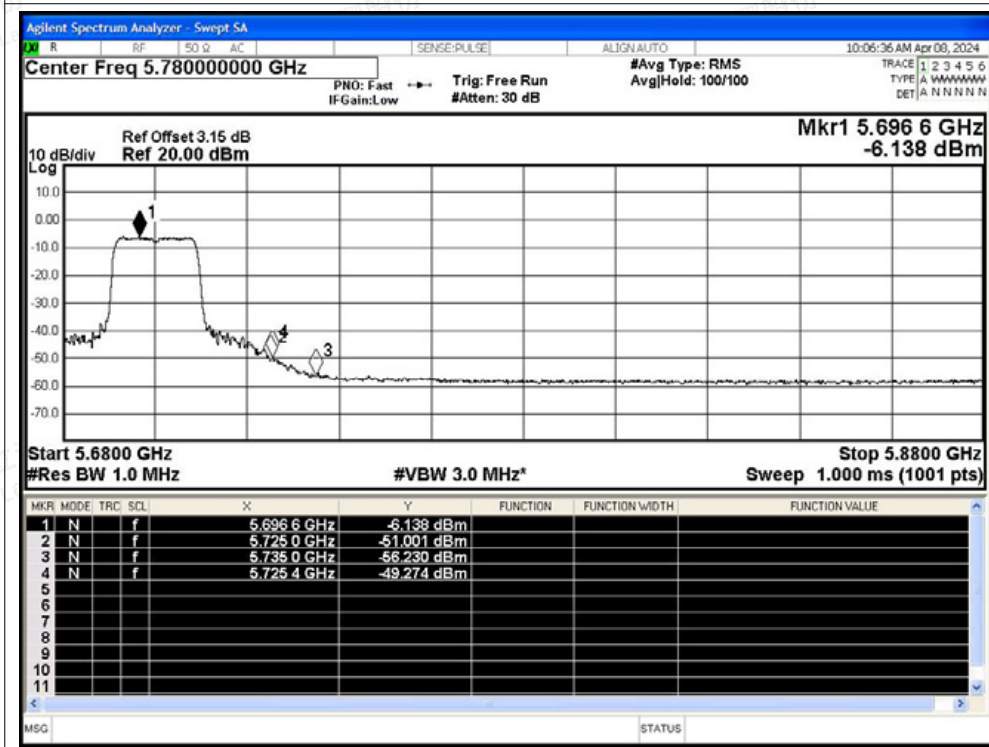 Agilent Spectrum Analyzer - Swept SA
LXI R RF 50 Ω AC SENSE:PULSE ALIGN AUTO 10:06:36 AM Apr 08, 2024
Center Freq 5.780000000 GHz
PNO: Fast
IFGain:Low
Trig: Free Run
#Atten: 30 dB
#Avg Type: RMS
Avg|Hold: 100/100
TRACE 1 2 3 4 5 6
TYPE A WWWWW
DET A N N N N N
Mkr1 5.696 6 GHz
-6.138 dBm
Ref Offset 3.15 dB
10 dB/div Ref 20.00 dBm
Log
10.0
0.00
-10.0
-20.0
-30.0
-40.0
-50.0
-60.0
-70.0
1
4
2
3
Start 5.6800 GHz Stop 5.8800 GHz
#Res BW 1.0 MHz #VBW 3.0 MHz* Sweep 1.000 ms (1001 pts)
MKR MODE TRC SCL X Y FUNCTION FUNCTION WIDTH FUNCTION VALUE
1 N f 5.696 6 GHz -6.138 dBm
2 N f 5.725 0 GHz -51.001 dBm
3 N f 5.735 0 GHz -56.230 dBm
4 N f 5.725 4 GHz -49.274 dBm
5
6
7
8
9
10
11
MSG STATUS